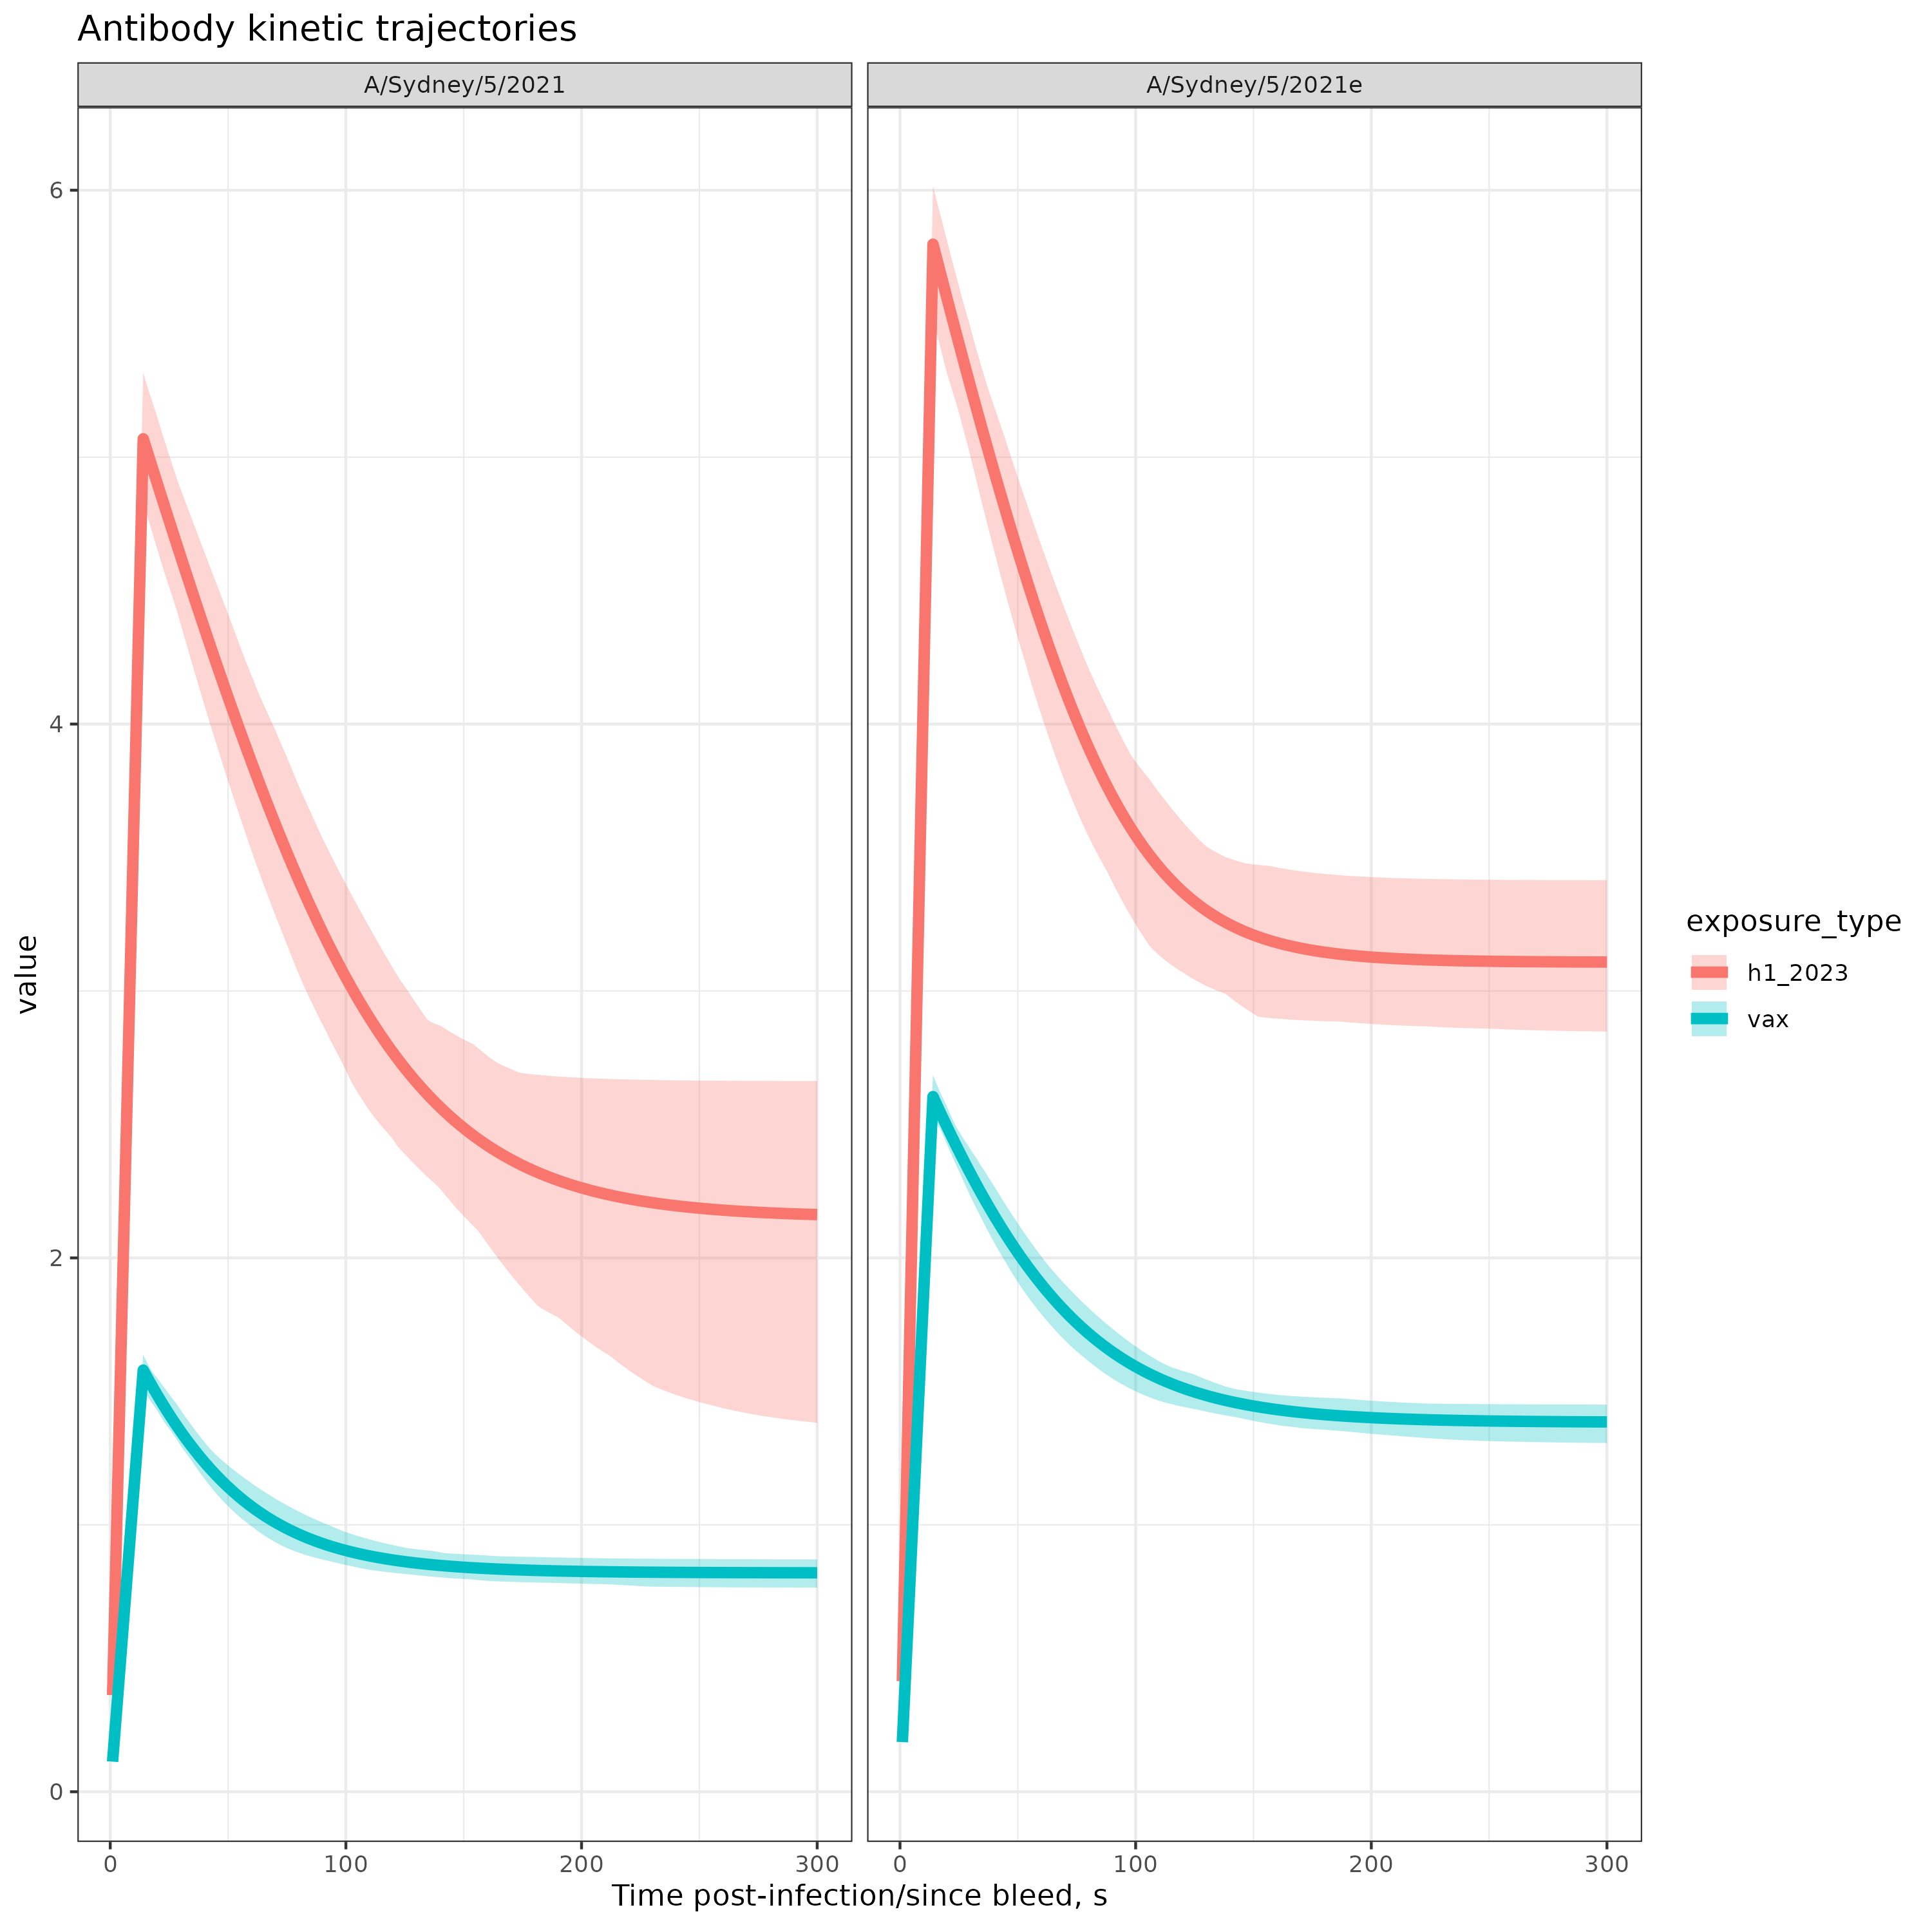 Antibody kinetic trajectories
A/Sydney/5/2021
A/Sydney/5/2021e
value
6
4
2
0
0
100
200
300
0
100
200
300
Time post-infection/since bleed, s
exposure_type
h1_2023
vax